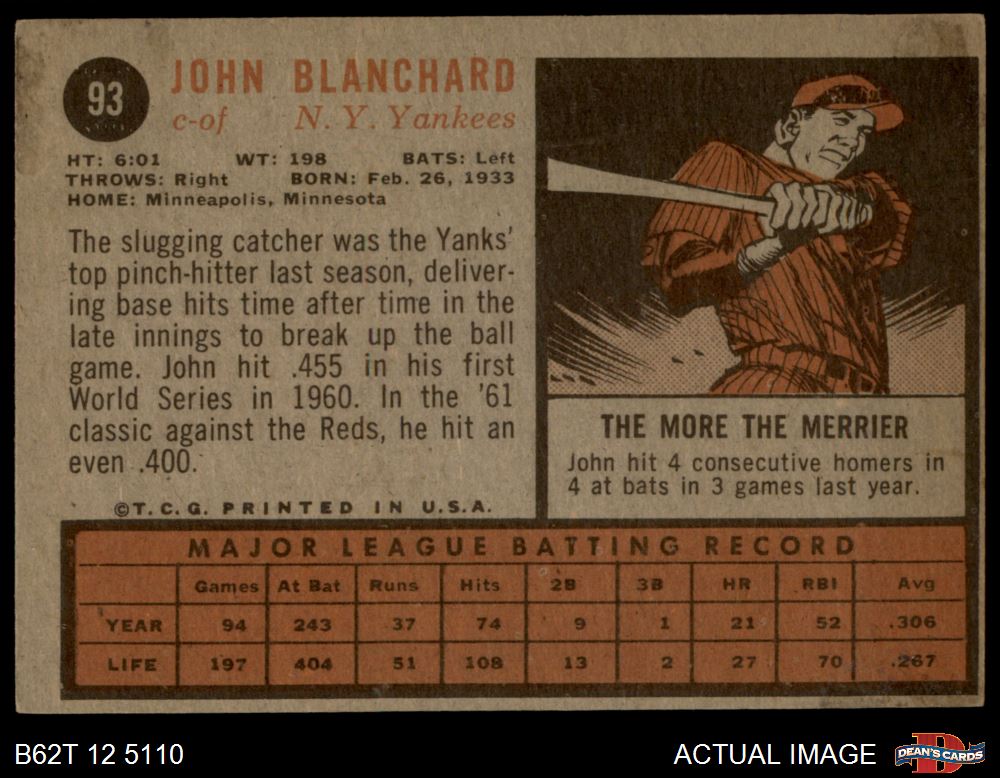 93
JOHN BLANCHARD
c-of N. Y. Yankees
HT: 6:01 WT: 198 BATS: Left
THROWS: Right BORN: Feb. 26, 1933
HOME: Minneapolis, Minnesota
The slugging catcher was the Yanks'
top pinch-hitter last season, deliver-
ing base hits time after time in the
late innings to break up the ball
game. John hit .455 in his first
World Series in 1960. In the '61
classic against the Reds, he hit an
even .400.
©T.C.G. PRINTED IN U.S.A.
THE MORE THE MERRIER
John hit 4 consecutive homers in
4 at bats in 3 games last year.
MAJOR LEAGUE BATTING RECORD
Games At Bat Runs Hits 2B 3B HR RBI Avg
YEAR 94 243 37 74 9 1 21 52 .306
LIFE 197 404 51 108 13 2 27 70 .267
B62T 12 5110
ACTUAL IMAGE
DEAN'S CARDS